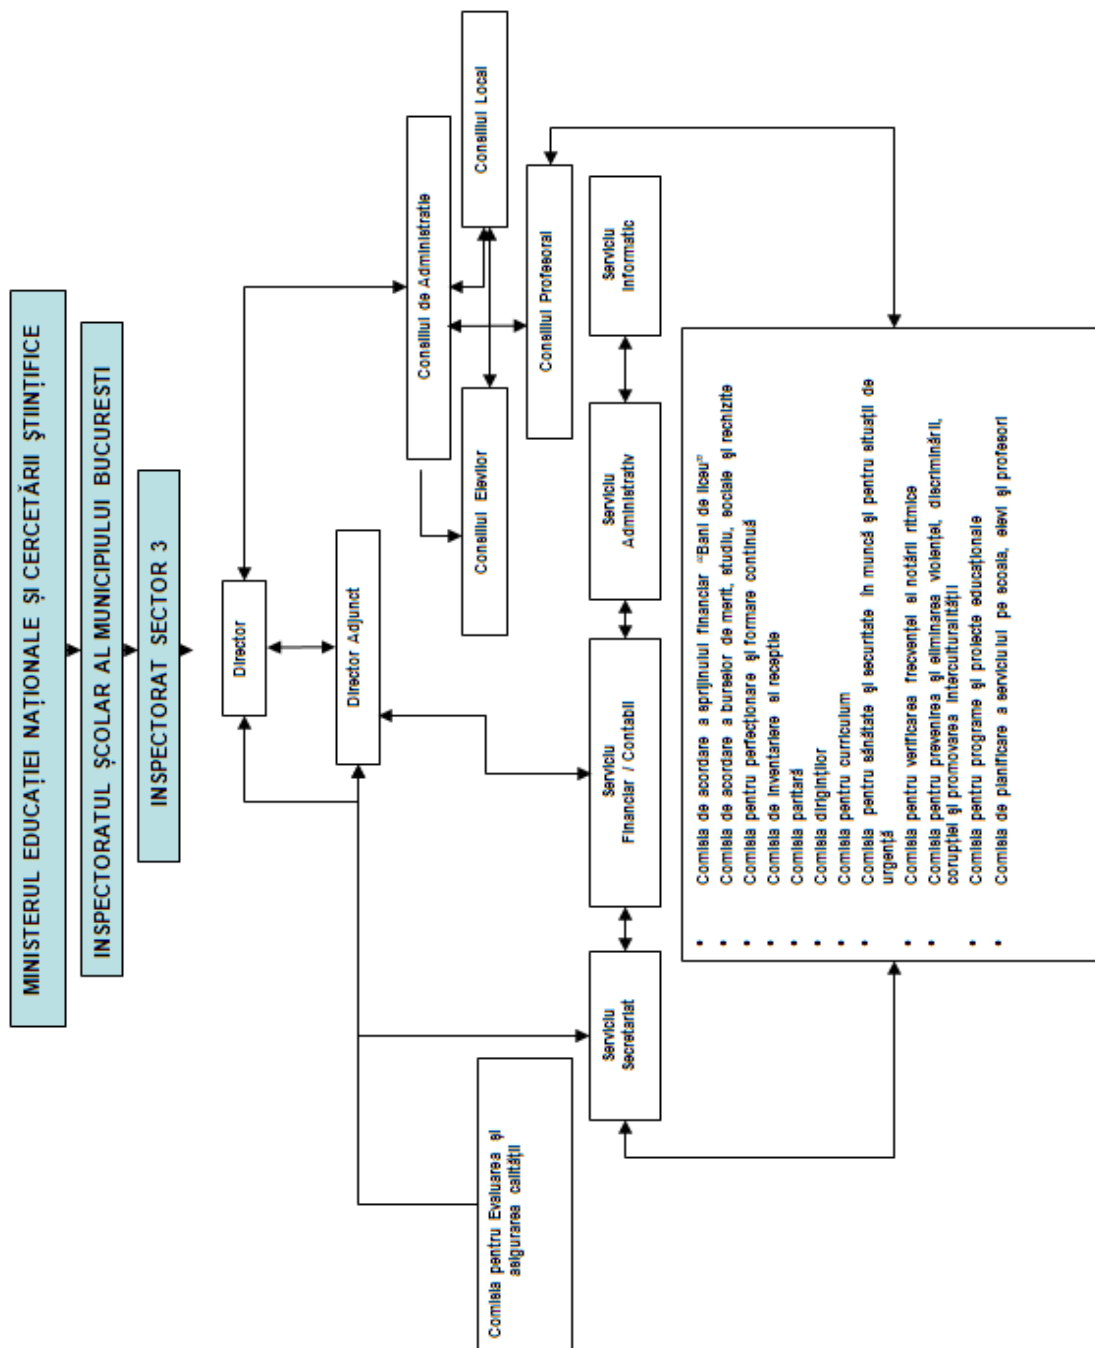 MINISTERUL EDUCAȚIEI NAȚIONALE ȘI CERCETĂRII ȘTIINȚIFICE
INSPECTORATUL ȘCOLAR AL MUNICIPIULUI BUCURESTI
INSPECTORAT SECTOR 3
Director
Director Adjunct
Consiliul de Administratie
Consiliul Local
Consiliul Elevilor
Consiliul Profesoral
Comisia pentru Evaluarea și
asigurarea calității
Serviciu
Secretariat
Serviciu
Financiar / Contabil
Serviciu
Administrativ
Serviciu
Informatic
• Comisia de acordare a sprijinului financiar “Bani de liceu”
• Comisia de acordare a burselor de merit, studiu, sociale și rechizite
• Comisia pentru perfecționare și formare continuă
• Comisia de inventariere si receptie
• Comisia paritară
• Comisia diriginților
• Comisia pentru curriculum
• Comisia pentru sănătate și securitate în muncă și pentru situații de
urgență
• Comisia pentru verificarea frecvenței si notării ritmice
• Comisia pentru prevenirea și eliminarea violenței, discriminării,
corupției și promovarea interculturalității
• Comisia pentru programe și proiecte educaționale
• Comisia de planificare a serviciului pe scoala, elevi și profesori